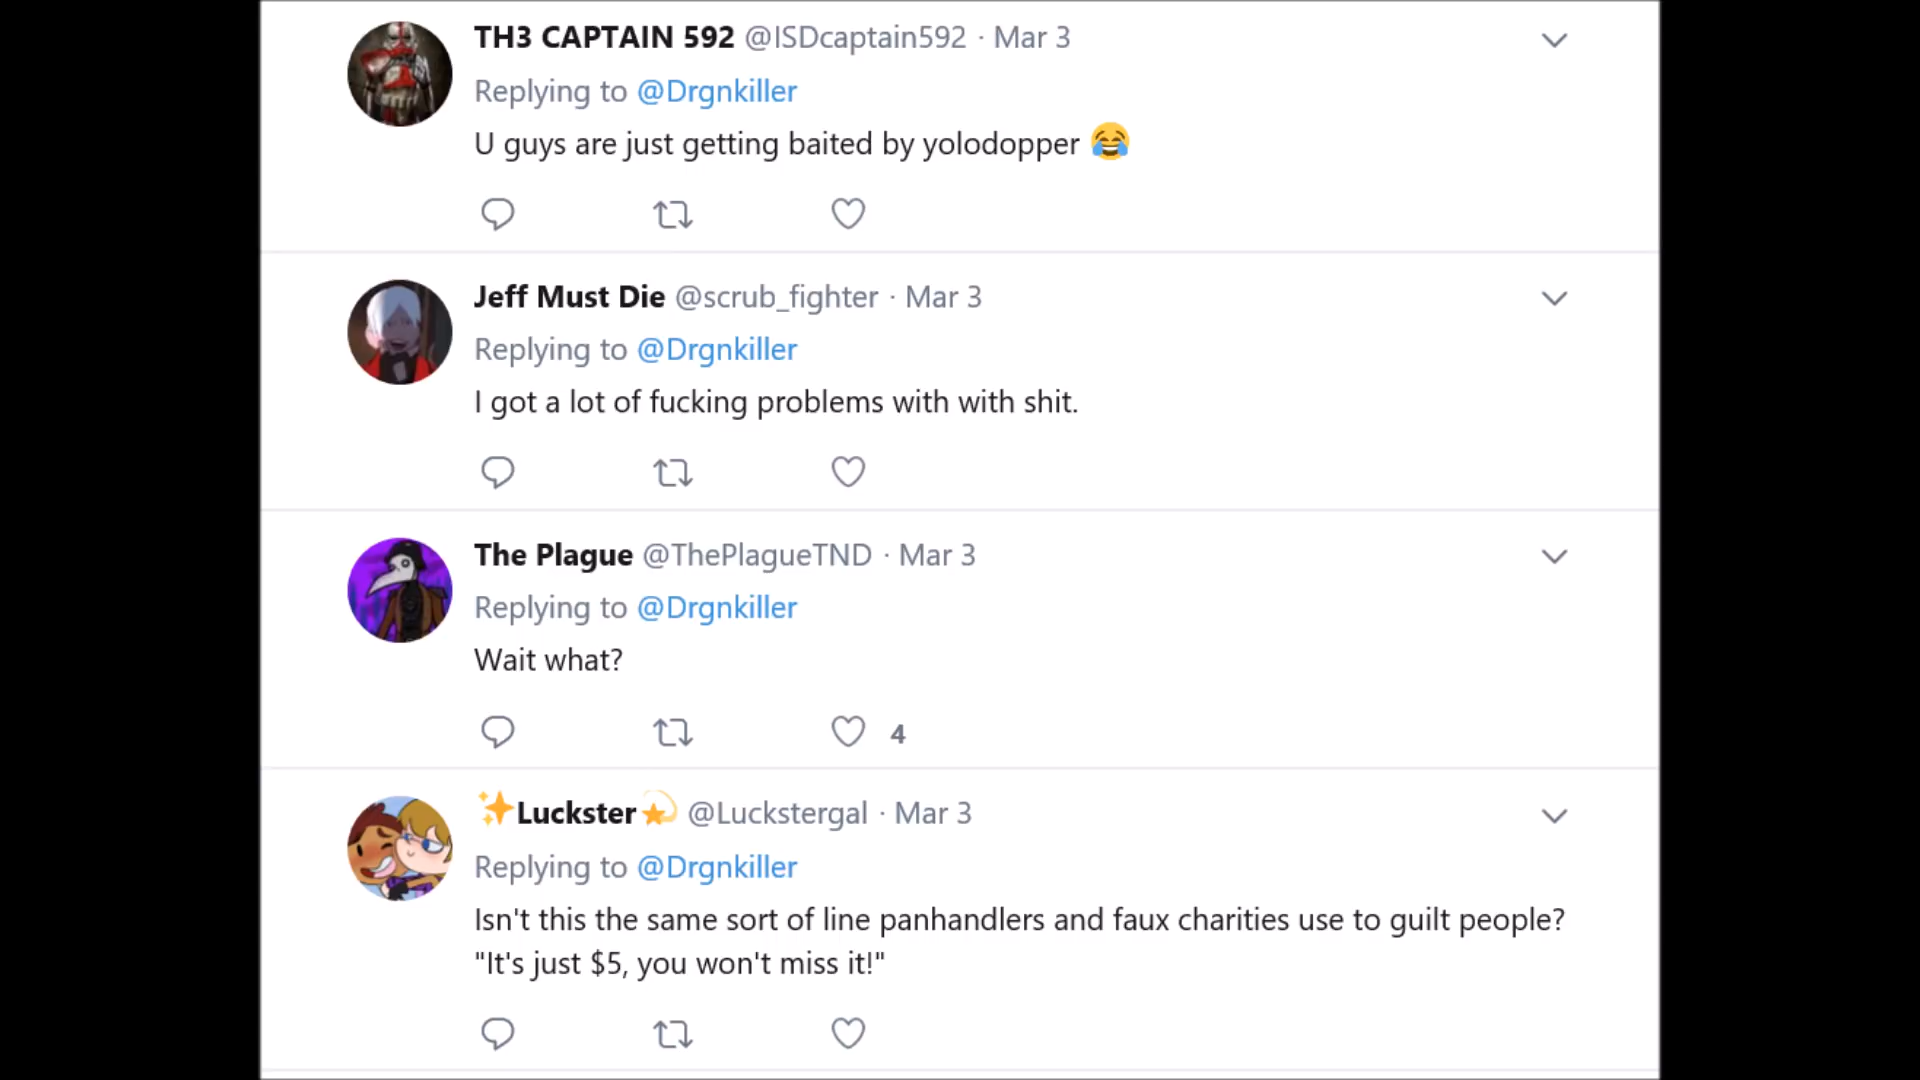 TH3 CAPTAIN 592 @ISDcaptain592 · Mar 3
Replying to @Drgnkiller
U guys are just getting baited by yolodopper 😂
Jeff Must Die @scrub_fighter · Mar 3
Replying to @Drgnkiller
I got a lot of fucking problems with with shit.
The Plague @ThePlagueTND · Mar 3
Replying to @Drgnkiller
Wait what?
4
✨Luckster💫 @Luckstergal · Mar 3
Replying to @Drgnkiller
Isn't this the same sort of line panhandlers and faux charities use to guilt people?
"It's just $5, you won't miss it!"